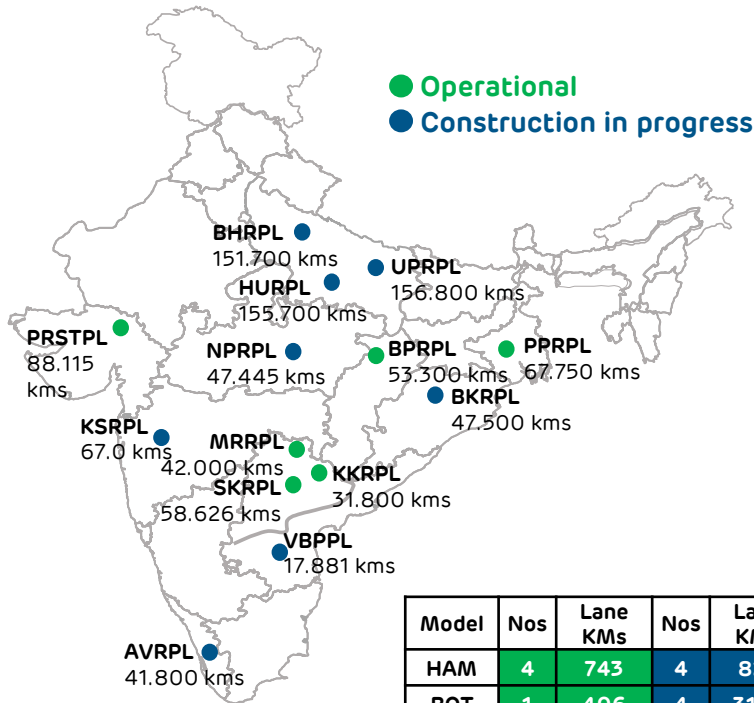 Operational
Construction in progress
BHRPL
151.700 kms
UPRPL
156.800 kms
HURPL
155.700 kms
PRSTPL
88.115
kms
NPRPL
47.445 kms
BPRPL
53.300 kms
PPRPL
67.750 kms
BKRPL
47.500 kms
KSRPL
67.0 kms
MRRPL
42.000 kms
KKRPL
31.800 kms
SKRPL
58.626 kms
VBPPL
17.881 kms
AVRPL
41.800 kms
Model Nos Lane KMs Nos
HAM 4 743 4